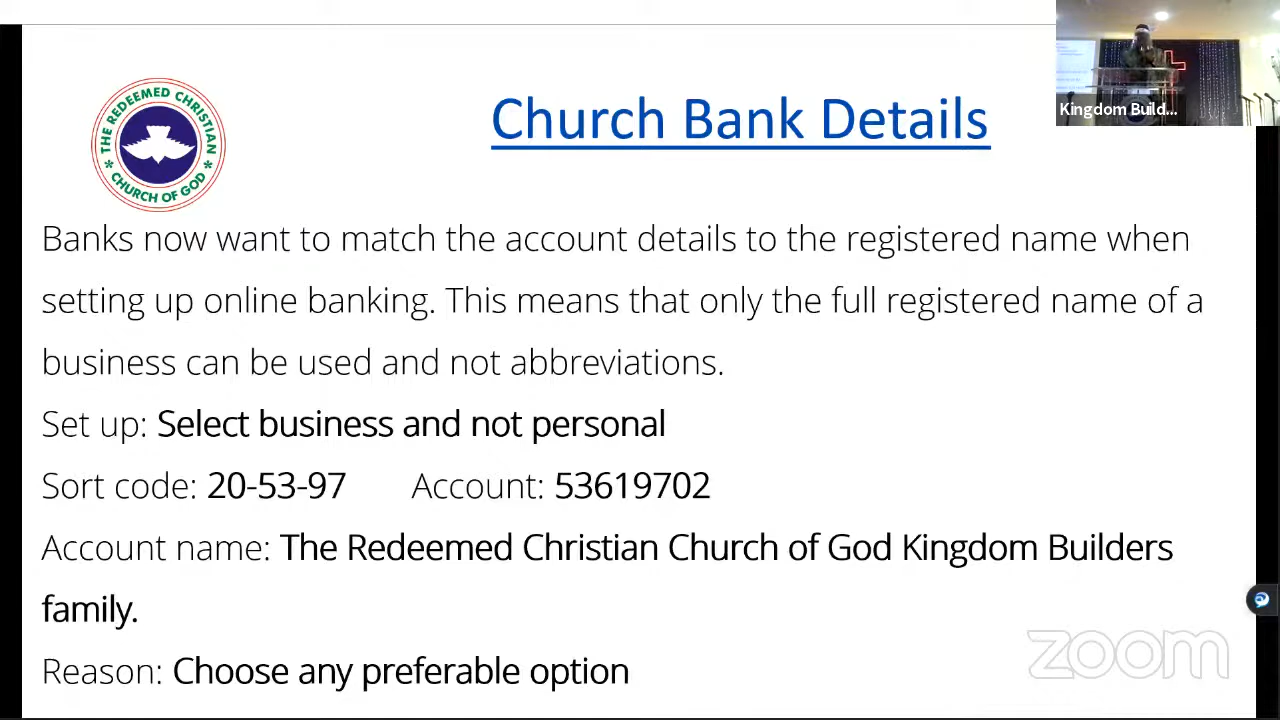 THE REDEEMED CHRISTIAN
CHURCH OF GOD
Church Bank Details
Kingdom Build...
Banks now want to match the account details to the registered name when
setting up online banking. This means that only the full registered name of a
business can be used and not abbreviations.
Set up: Select business and not personal
Sort code: 20-53-97 Account: 53619702
Account name: The Redeemed Christian Church of God Kingdom Builders
family.
Reason: Choose any preferable option
zoom